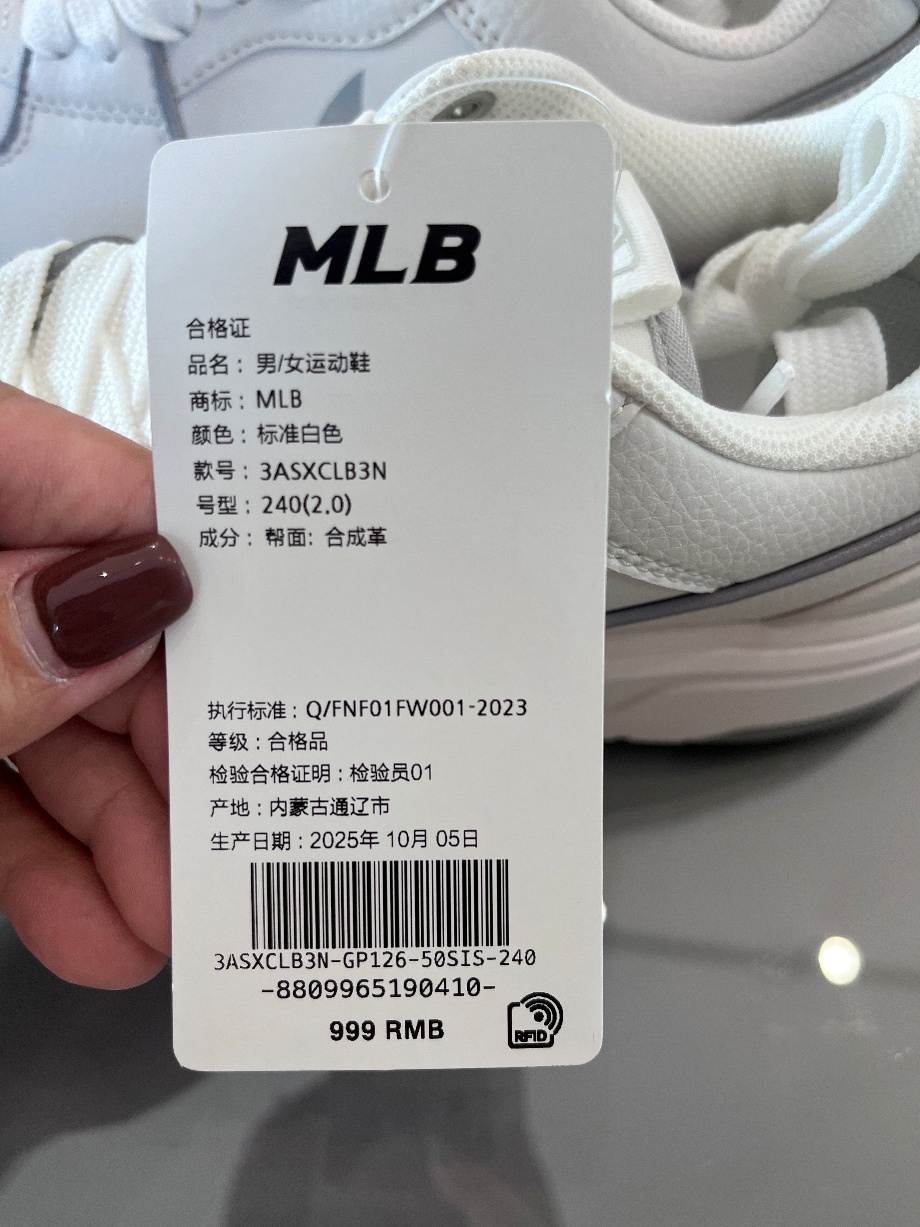 MLB
合格证
品名：男/女运动鞋
商标：MLB
颜色：标准白色
款号：3ASXCLB3N
号型：240(2.0)
成分：帮面：合成革
执行标准：Q/FNF01FW001-2023
等级：合格品
检验合格证明：检验员01
产地：内蒙古通辽市
生产日期：2025年 10月 05日
3ASXCLB3N-GP126-50SIS-240
-8809965190410-
999 RMB
RFID